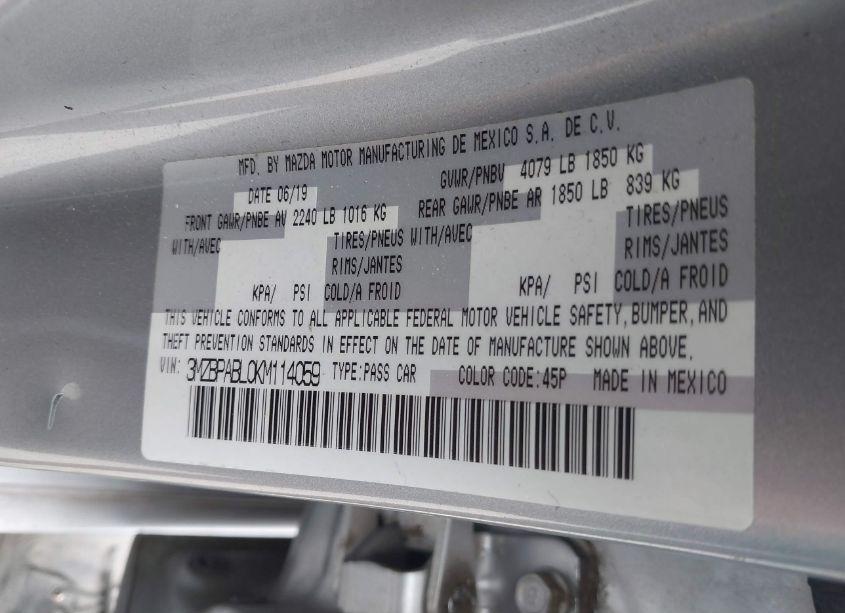 MFD. BY MAZDA MOTOR MANUFACTURING DE MEXICO S.A. DE C.V.
DATE 06/19 GVWR/PNBV 4079 LB 1850 KG
FRONT GAWR/PNBE AV 2240 LB 1016 KG REAR GAWR/PNBE AR 1850 LB 839 KG
WITH/AVEC TIRES/PNEUS WITH/AVEC TIRES/PNEUS
RIMS/JANTES RIMS/JANTES
KPA/ PSI COLD/A FROID KPA/ PSI COLD/A FROID
THIS VEHICLE CONFORMS TO ALL APPLICABLE FEDERAL MOTOR VEHICLE SAFETY, BUMPER, AND
THEFT PREVENTION STANDARDS IN EFFECT ON THE DATE OF MANUFACTURE SHOWN ABOVE.
VIN: 3MZBPABL0KM114059 TYPE:PASS CAR COLOR CODE:45P MADE IN MEXICO